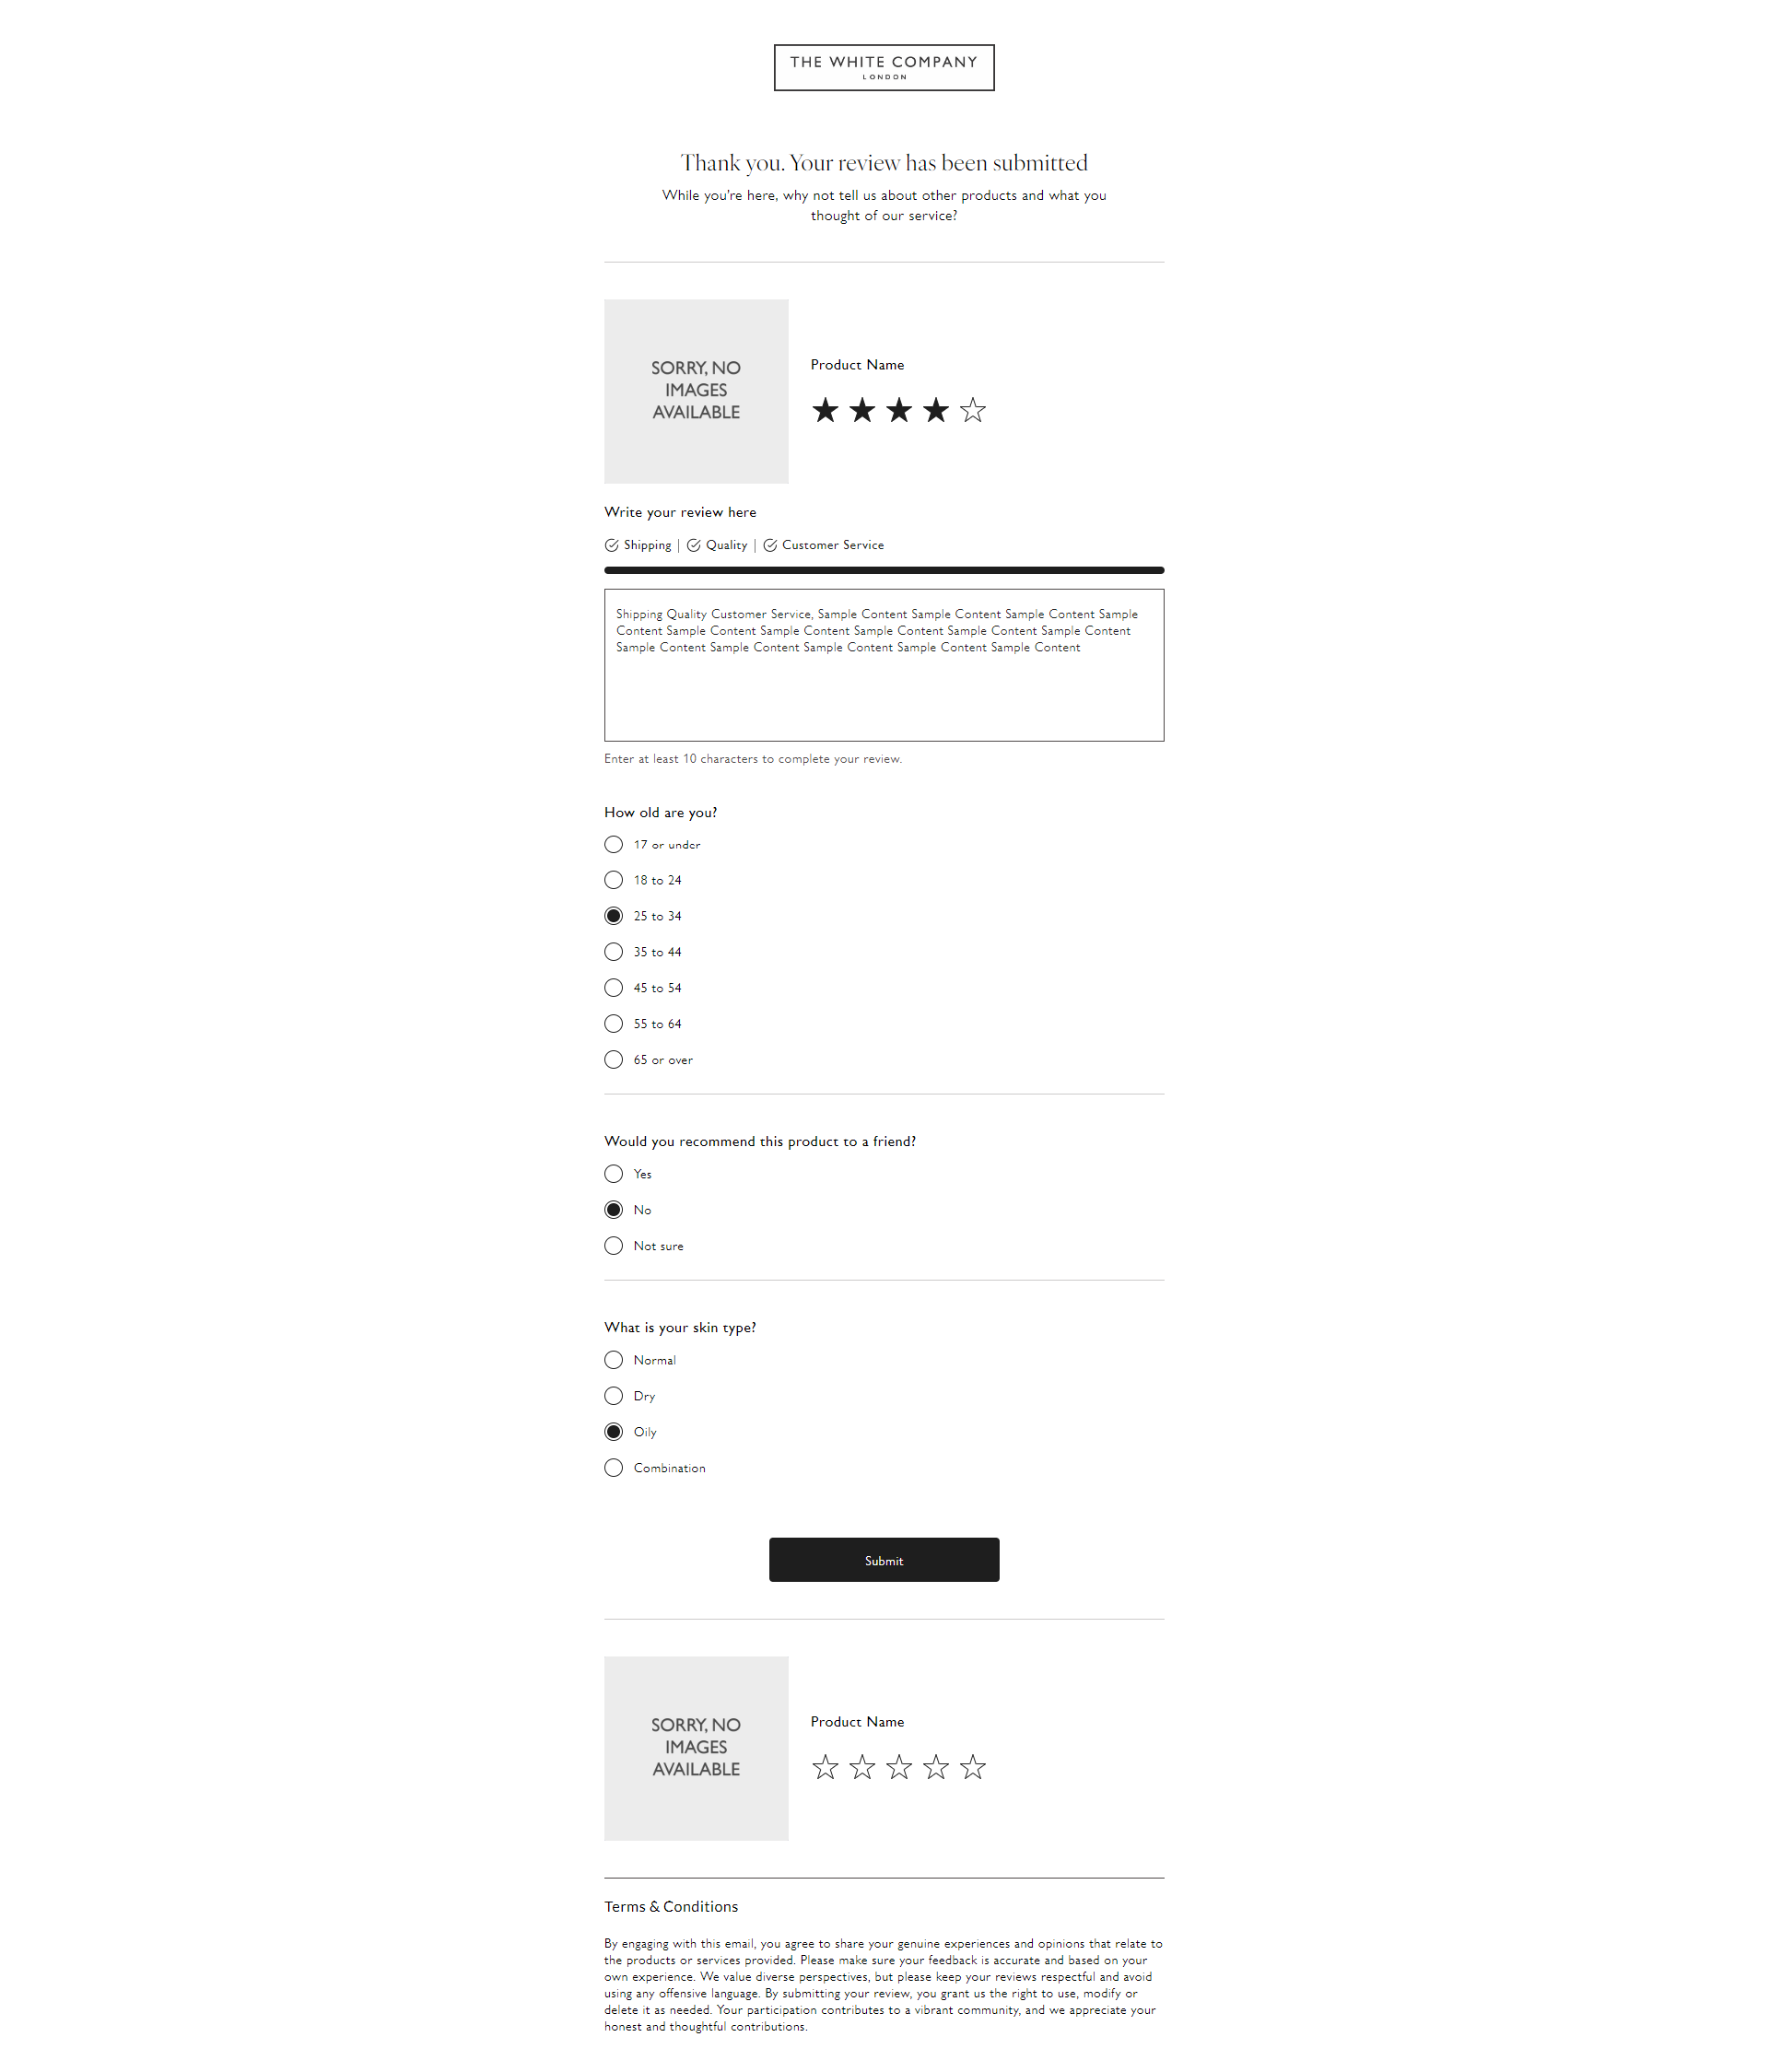 THE WHITE COMPANY
LONDON
Thank you. Your review has been submitted
While you're here, why not tell us about other products and what you
thought of our service?
SORRY, NO
IMAGES
AVAILABLE
Product Name
Write your review here
Shipping | Quality | Customer Service
Shipping Quality Customer Service, Sample Content Sample Content Sample Content Sample
Content Sample Content Sample Content Sample Content Sample Content Sample Content
Sample Content Sample Content Sample Content Sample Content Sample Content
Enter at least 10 characters to complete your review.
How old are you?
17 or under
18 to 24
25 to 34
35 to 44
45 to 54
55 to 64
65 or over
Would you recommend this product to a friend?
Yes
No
Not sure
What is your skin type?
Normal
Dry
Oily
Combination
Submit
SORRY, NO
IMAGES
AVAILABLE
Product Name
Terms & Conditions
By engaging with this email, you agree to share your genuine experiences and opinions that relate to
the products or services provided. Please make sure your feedback is accurate and based on your
own experience. We value diverse perspectives, but please keep your reviews respectful and avoid
using any offensive language. By submitting your review, you grant us the right to use, modify or
delete it as needed. Your participation contributes to a vibrant community, and we appreciate your
honest and thoughtful contributions.